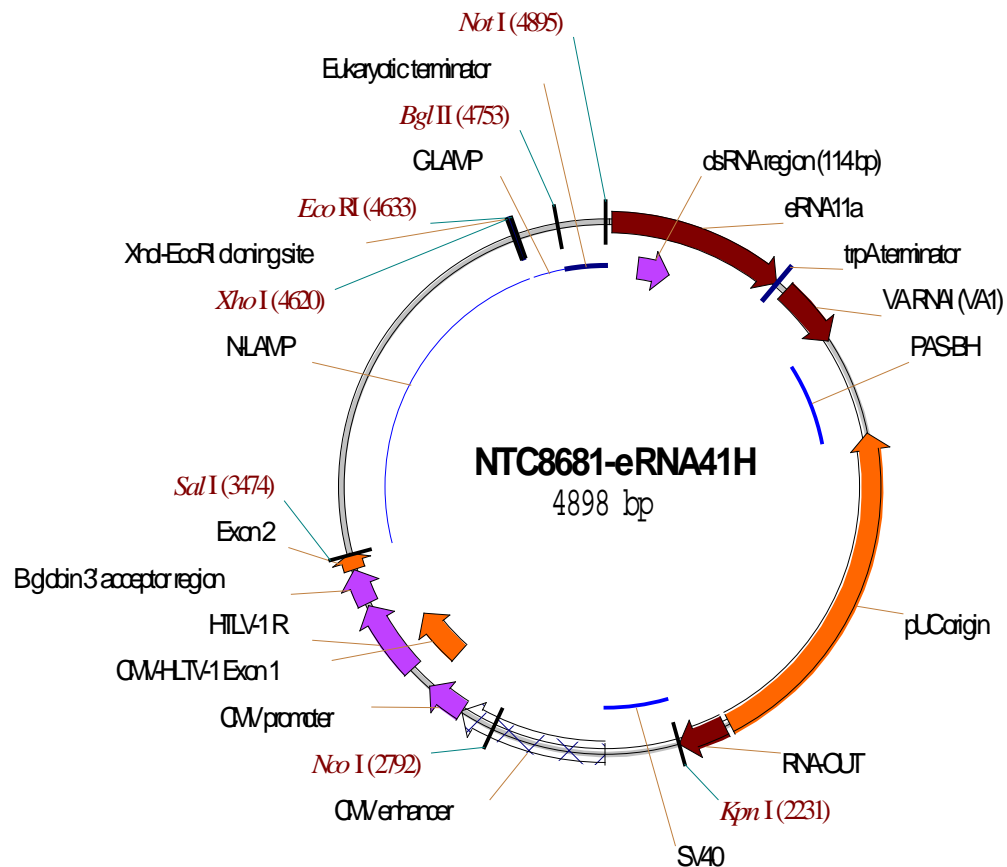 Not I (4895)
Eukaryotic terminator
Bgl II (4753)
C-LAMP
dsRNA region (114 bp)
eRNA11a
Eco RI (4633)
trpA terminator
XhoI-EcoRI cloning site
Xho I (4620)
VA RNAI (VA1)
N-LAMP
PAS-BH
NTC8681-eRNA41H
4898 bp
Sal I (3474)
Exon 2
B globin 3' acceptor region
HTLV-1 R
pUC origin
CMV-HLTV-1 Exon 1
CMV promoter
Nco I (2792)
RNA-OUT
CMV enhancer
Kpn I (2231)
SV40